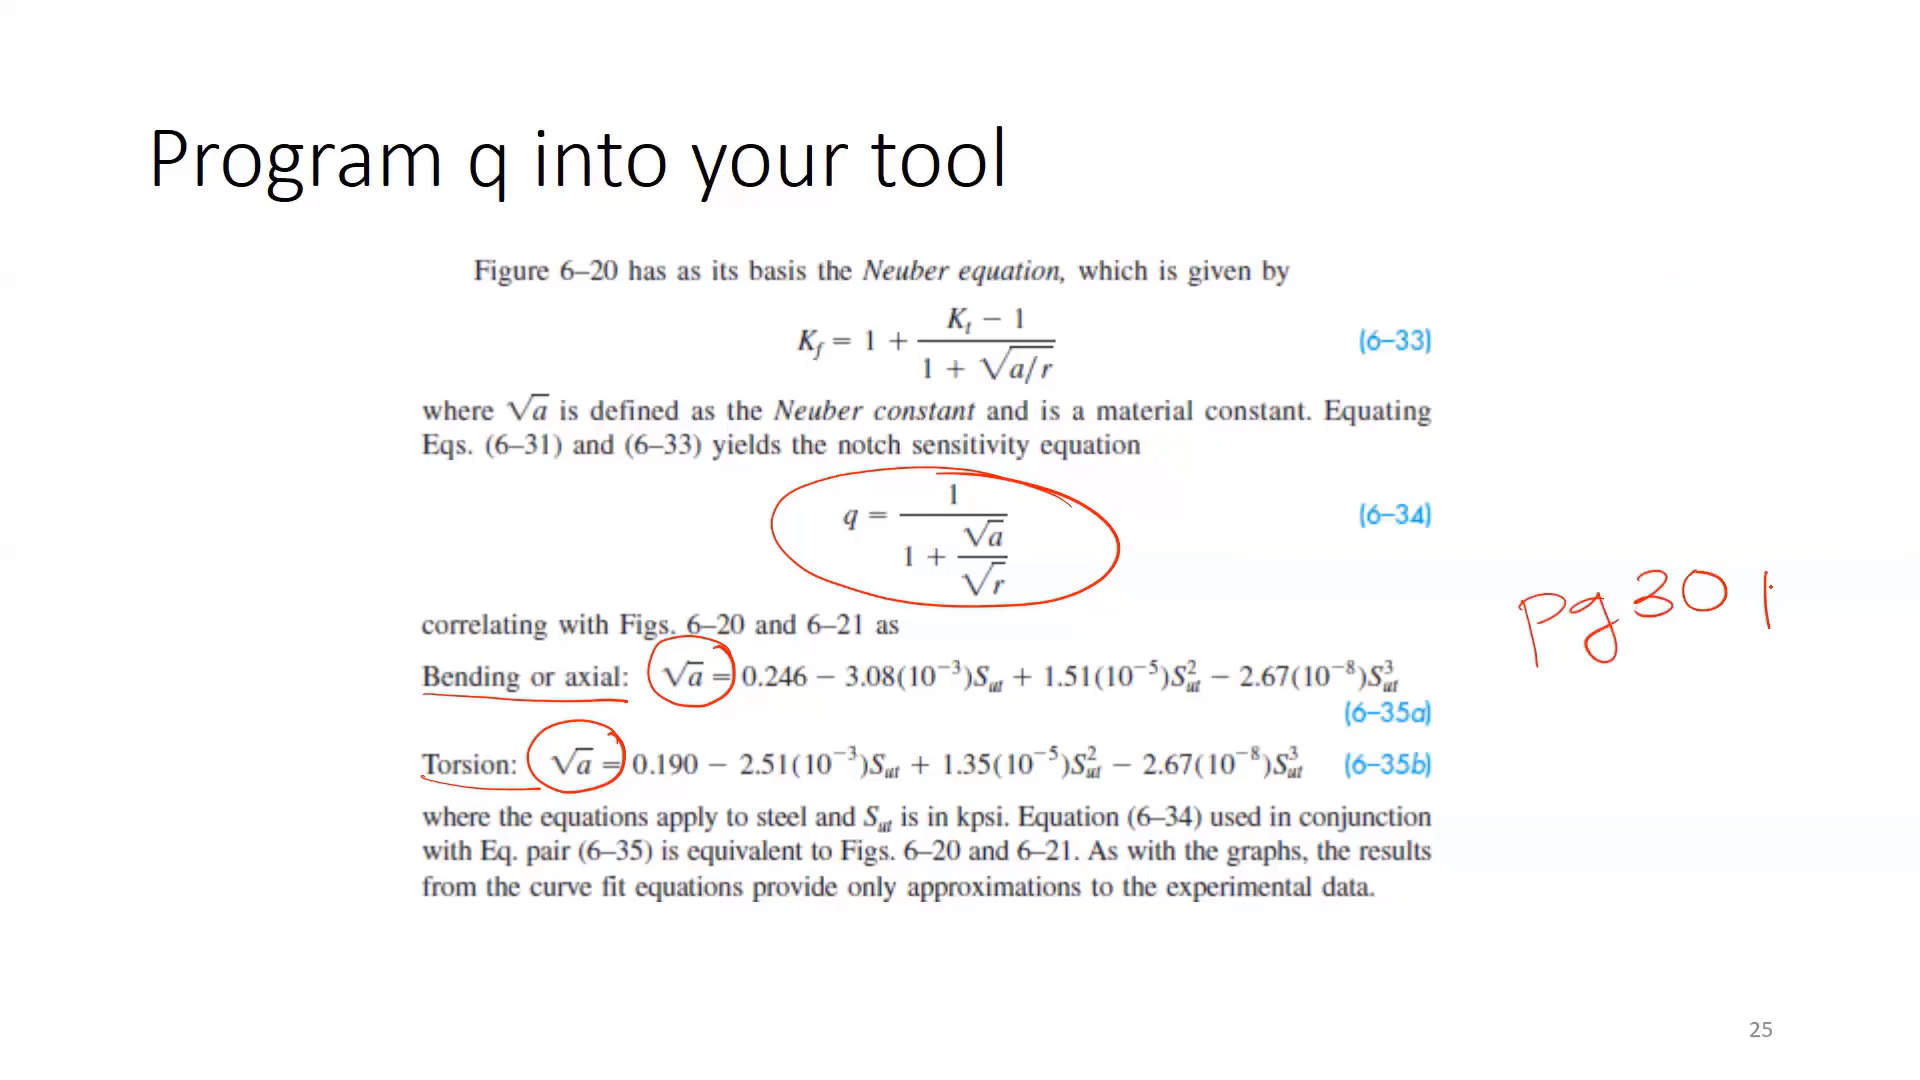 Program q into your tool
Figure 6–20 has as its basis the Neuber equation, which is given by
K_f = 1 + (K_t − 1)/(1 + √(a/r)) (6–33)
where √a is defined as the Neuber constant and is a material constant. Equating
Eqs. (6–31) and (6–33) yields the notch sensitivity equation
q = 1/(1 + √a/√r) (6–34)
correlating with Figs. 6–20 and 6–21 as
Bending or axial: √a = 0.246 − 3.08(10⁻³)S_ut + 1.51(10⁻⁵)S²_ut − 2.67(10⁻⁸)S³_ut
(6–35a)
Torsion: √a = 0.190 − 2.51(10⁻³)S_ut + 1.35(10⁻⁵)S²_ut − 2.67(10⁻⁸)S³_ut (6–35b)
where the equations apply to steel and S_ut is in kpsi. Equation (6–34) used in conjunction
with Eq. pair (6–35) is equivalent to Figs. 6–20 and 6–21. As with the graphs, the results
from the curve fit equations provide only approximations to the experimental data.
pg 301
25